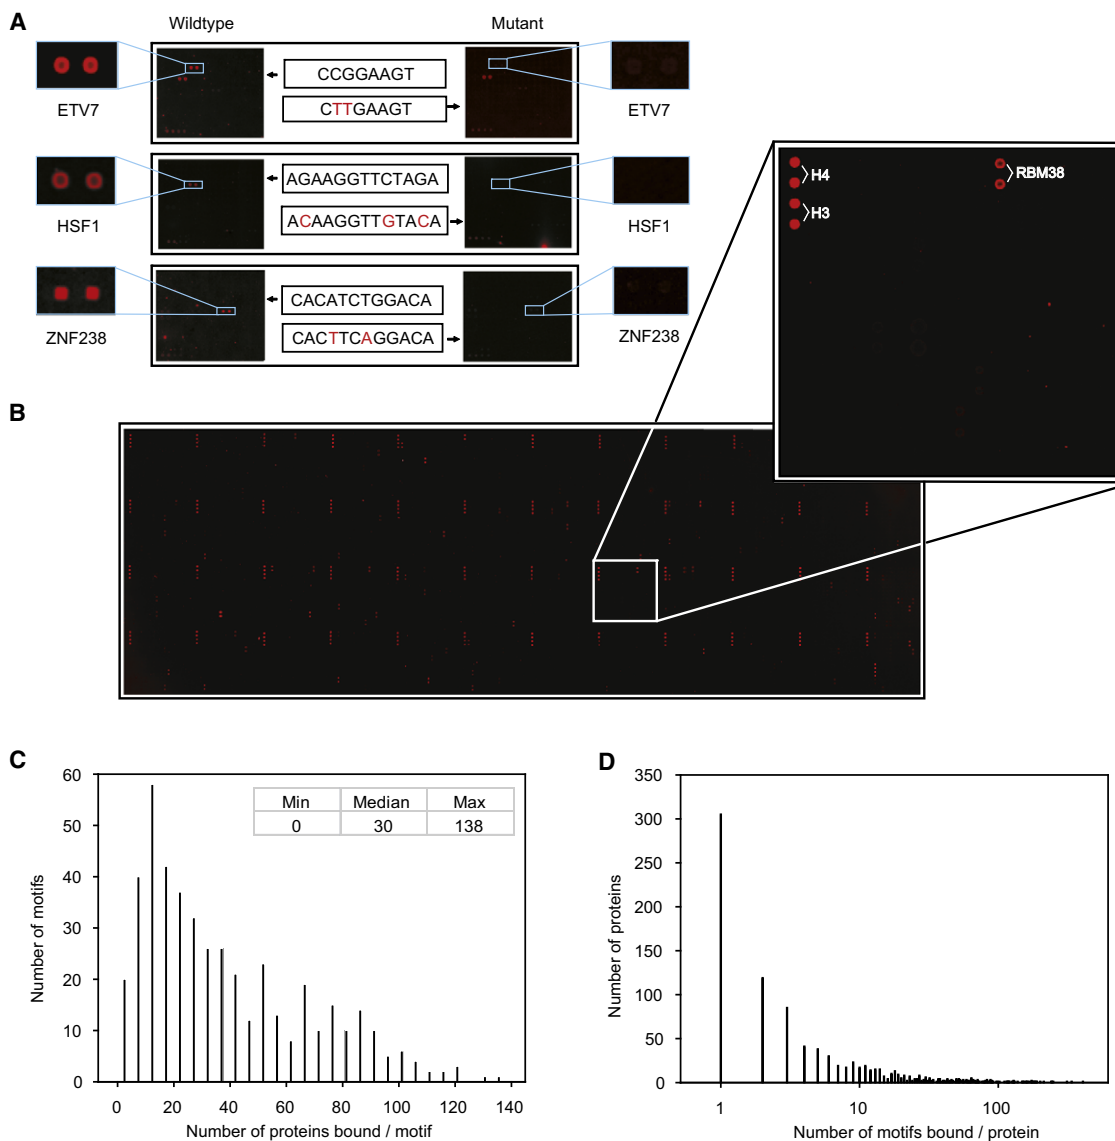 A
Wildtype
Mutant
CCGGAAGT
CTTGAAGT
ETV7
ETV7
AGAAGGTTCTAGA
ACAAGGTTGTACA
HSF1
HSF1
CACATCTGGACA
CACTTCAGGACA
ZNF238
ZNF238
H4
H3
RBM38
B
C
60
50
40
30
20
10
0
Number of motifs
Min Median Max
0 30 138
0 20 40 60 80 100 120 140
Number of proteins bound / motif
D
350
300
250
200
150
100
50
0
Number of proteins
1 10 100
Number of motifs bound / protein